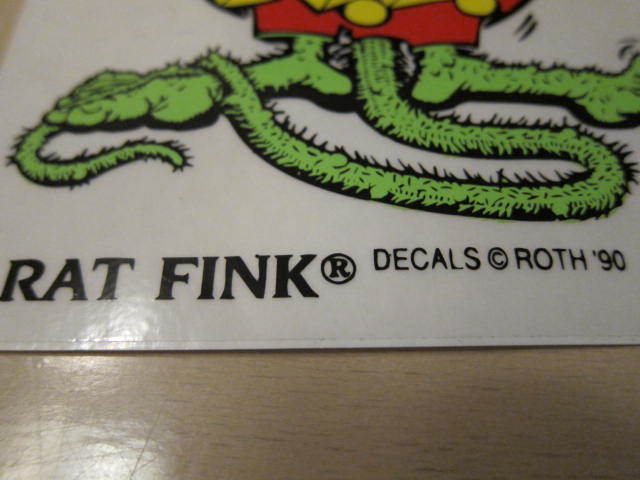 RAT FINK® DECALS © ROTH '90